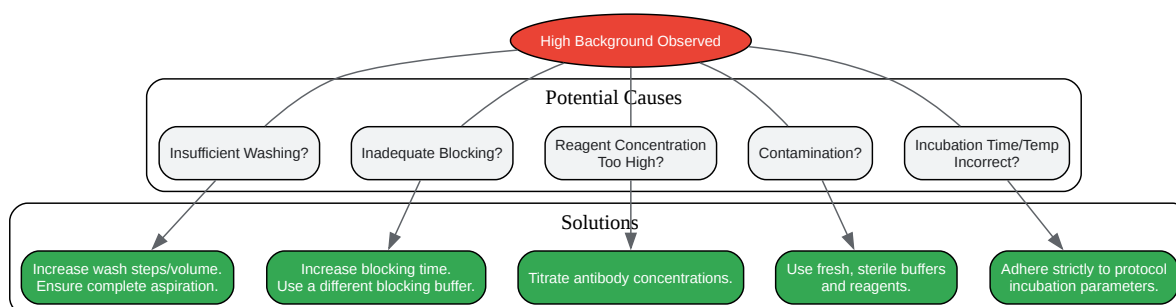 High Background Observed
Potential Causes
Insufficient Washing?
Inadequate Blocking?
Reagent Concentration
Too High?
Contamination?
Incubation Time/Temp
Incorrect?
Solutions
Increase wash steps/volume.
Ensure complete aspiration.
Increase blocking time.
Use a different blocking buffer.
Titrate antibody concentrations.
Use fresh, sterile buffers
and reagents.
Adhere strictly to protocol
incubation parameters.